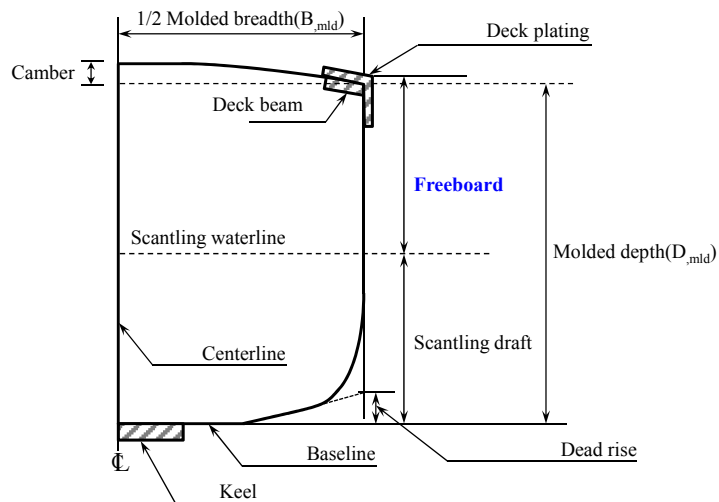 1/2 Molded breadth(B,mld)
Deck plating
Camber
Deck beam
Freeboard
Scantling waterline
Molded depth(D,mld)
Scantling draft
Centerline
Dead rise
Baseline
℄
Keel